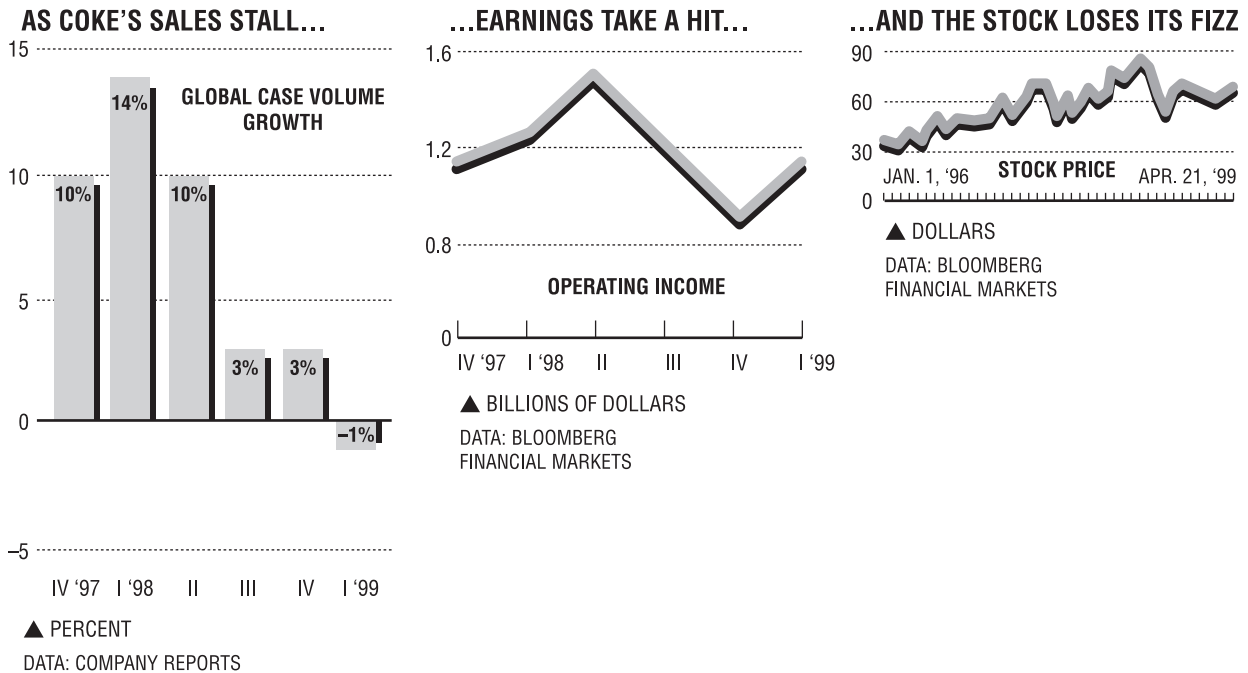 AS COKE’S SALES STALL…
15
GLOBAL CASE VOLUME
GROWTH
14%
10
10%
10%
5
3%
3%
0
–1%
–5
IV ‘97 I ‘98 II III IV I ‘99
▲ PERCENT
DATA: COMPANY REPORTS
…EARNINGS TAKE A HIT…
1.6
1.2
0.8
OPERATING INCOME
0
IV ‘97 I ‘98 II III IV I ‘99
▲ BILLIONS OF DOLLARS
DATA: BLOOMBERG
FINANCIAL MARKETS
…AND THE STOCK LOSES ITS FIZZ
90
60
30
JAN. 1, ‘96 STOCK PRICE APR. 21, ‘99
0
▲ DOLLARS
DATA: BLOOMBERG
FINANCIAL MARKETS